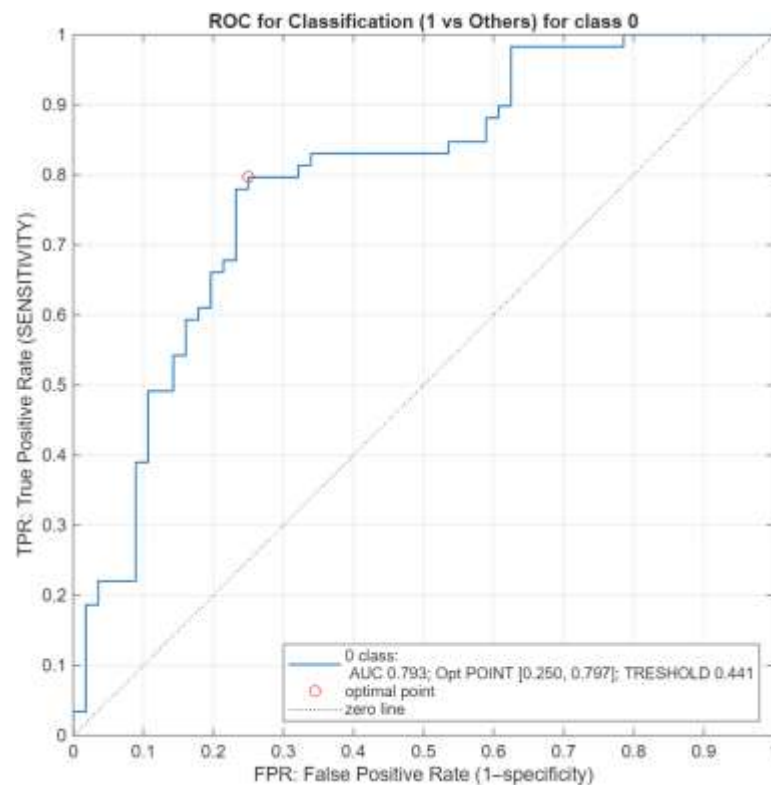 ROC for Classification (1 vs Others) for class 0
1
0.9
0.8
0.7
0.6
0.5
0.4
0.3
0.2
0.1
0
TPR: True Positive Rate (SENSITIVITY)
0 class:
AUC 0.793; Opt POINT ]0.250, 0.797]; TRESHOLD 0.441
optimal point
zero line
0 0.1 0.2 0.3 0.4 0.5 0.6 0.7 0.8 0.9
FPR: False Positive Rate (1–specificity)